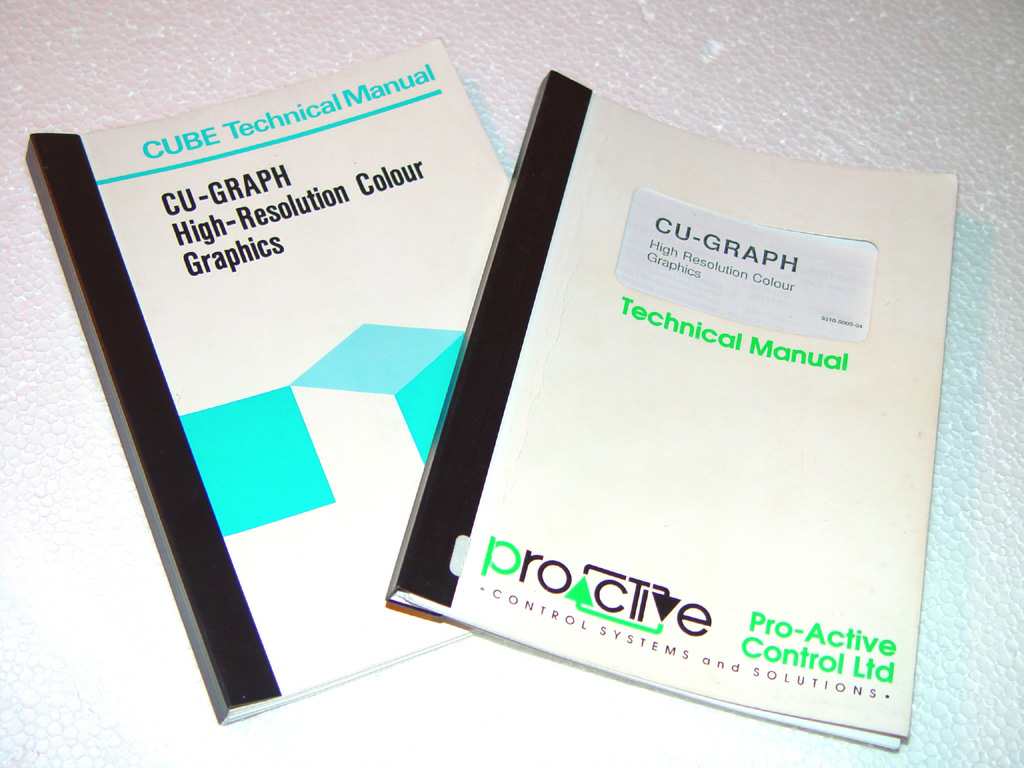 CUBE Technical Manual
CU-GRAPH
High-Resolution Colour
Graphics
CU-GRAPH
High Resolution Colour
Graphics
Technical Manual
proActive
•CONTROL SYSTEMS and SOLUTIONS•
Pro-Active
Control Ltd